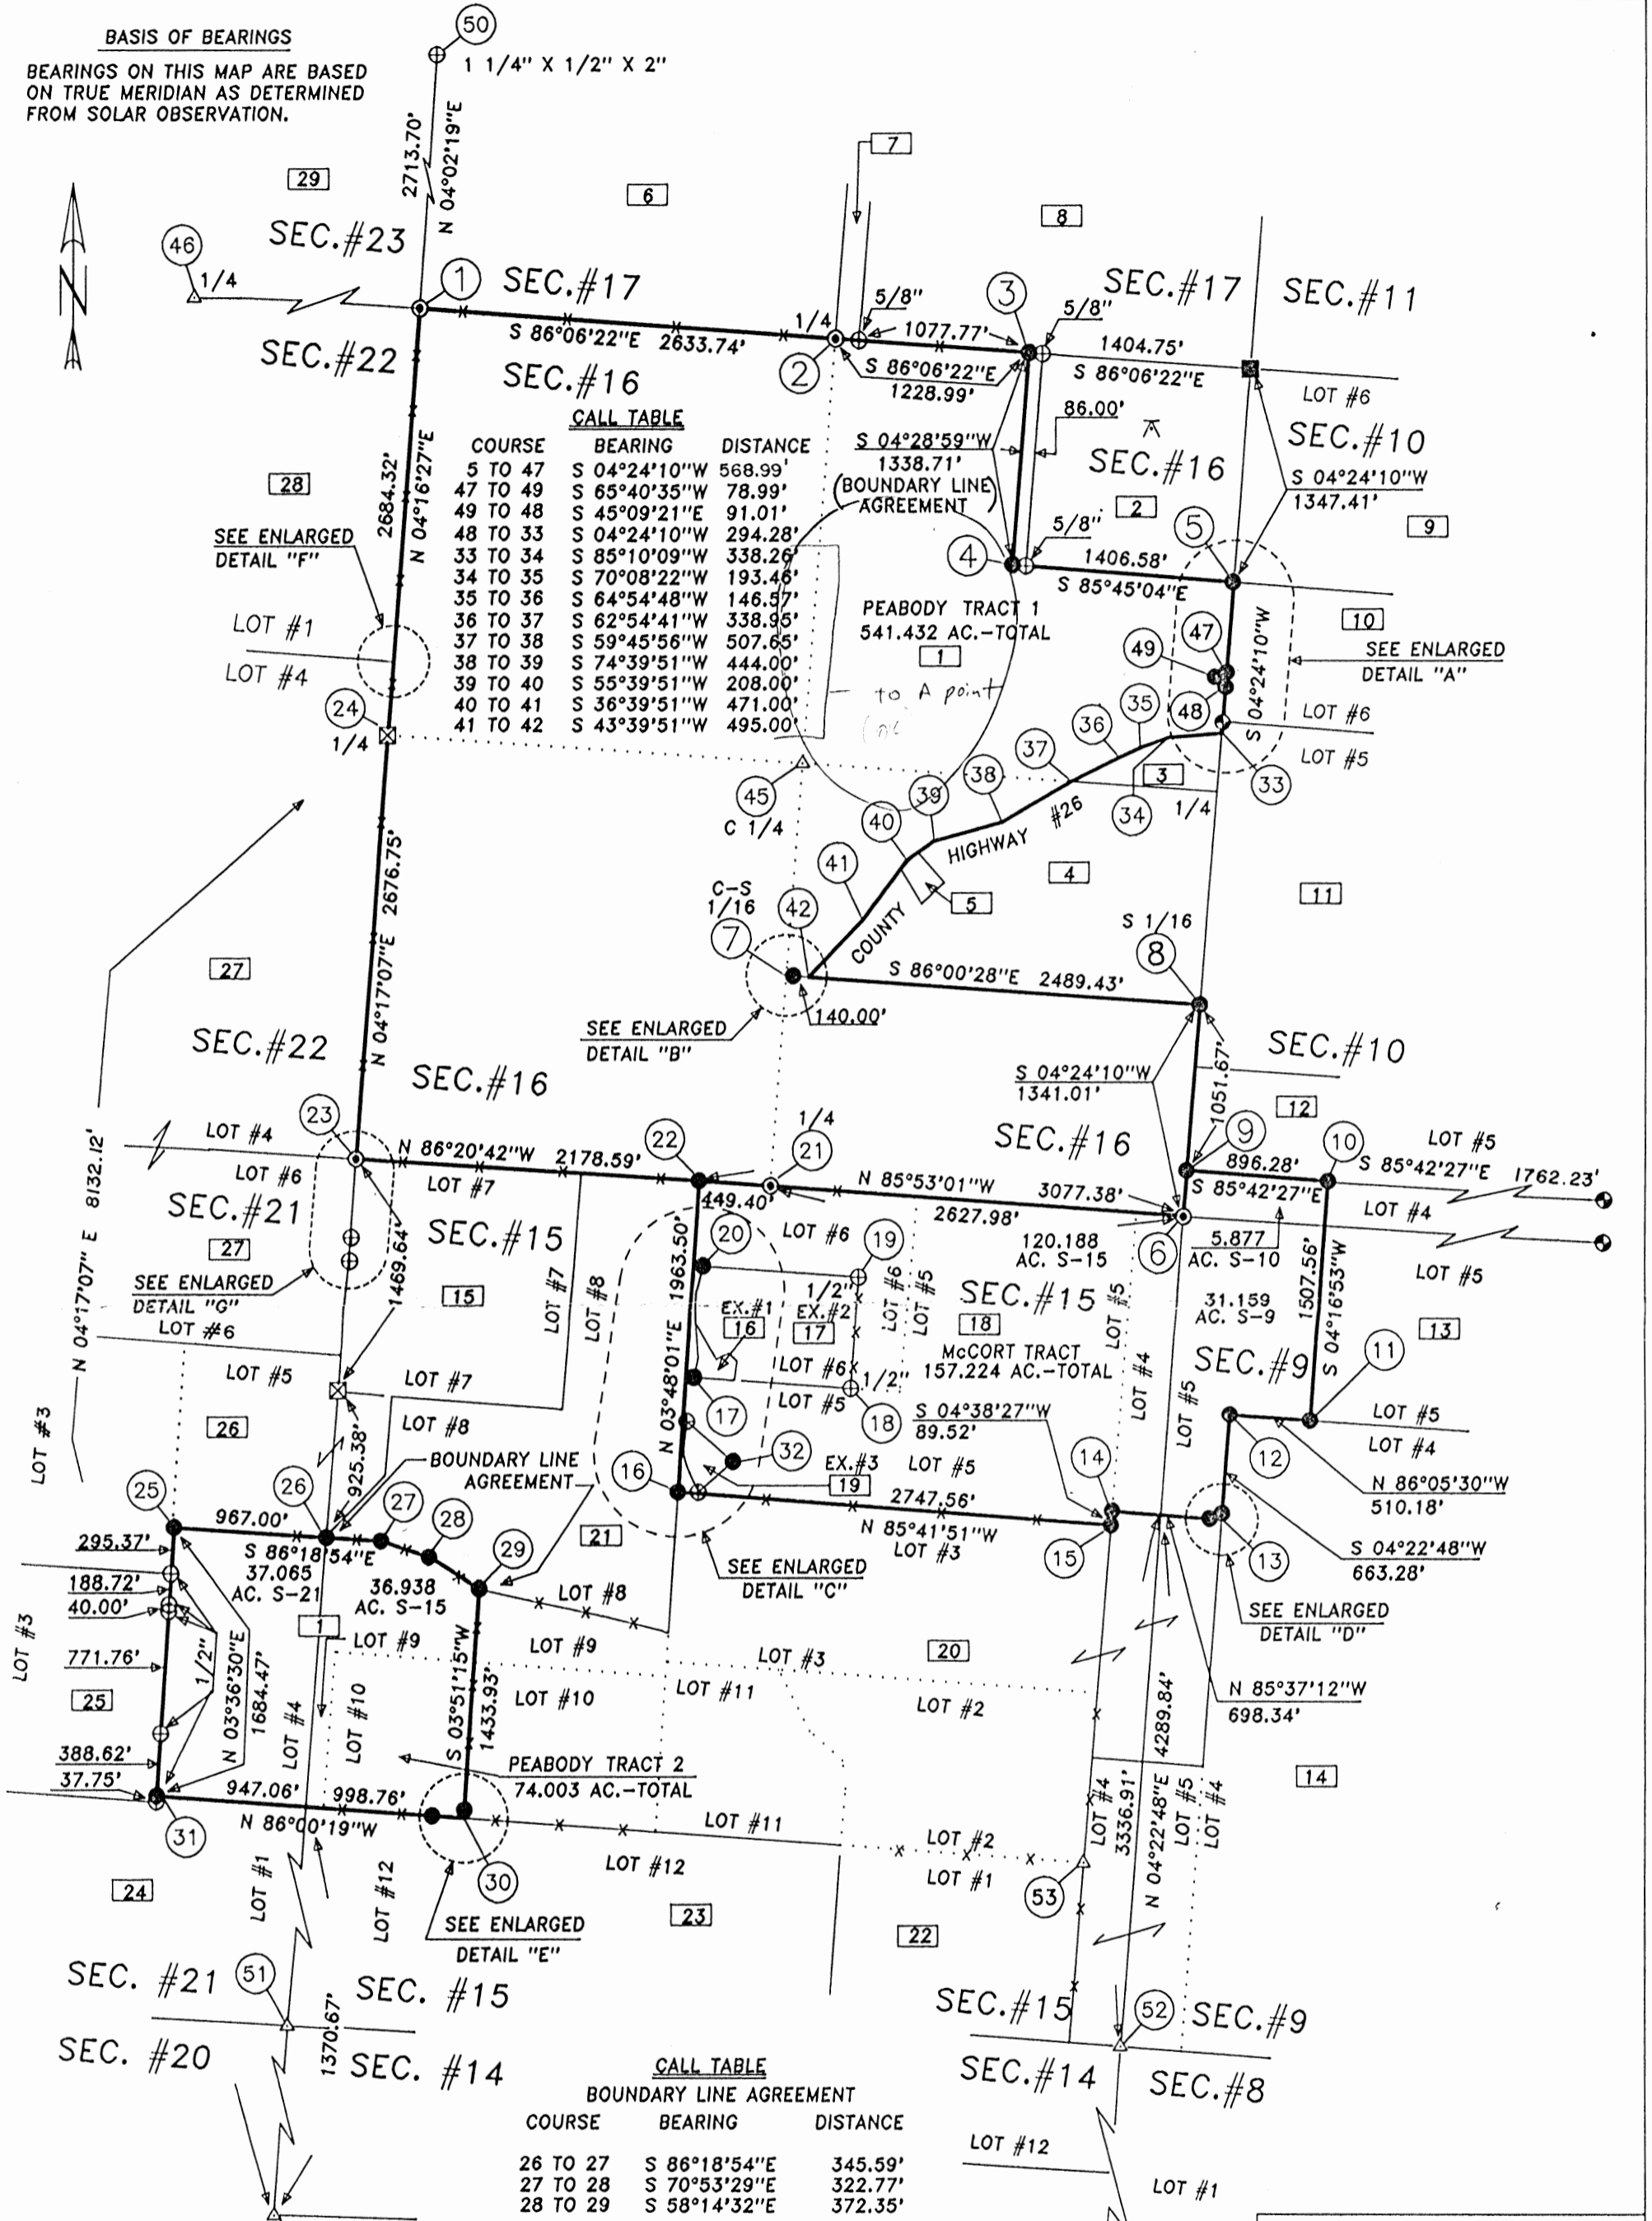 BASIS OF BEARINGS
BEARINGS ON THIS MAP ARE BASED
ON TRUE MERIDIAN AS DETERMINED
FROM SOLAR OBSERVATION.
50
1 1/4" X 1/2" X 2"
2713.70'
N 04°02'19"E
7
29
6
8
N
46
1/4
SEC.#23
1
SEC.#17
1/4
5/8"
1077.77'
3
SEC.#17
5/8"
SEC.#11
1404.75'
S 86°06'22"E
S 86°06'22"E 2633.74'
2
S 86°06'22"E
1228.99'
SEC.#22
SEC.#16
86.00'
LOT #6
SEC.#10
SEC.#16
S 04°28'59"W
1338.71'
(BOUNDARY LINE)
AGREEMENT
S 04°24'10"W
1347.41'
2
9
5/8"
5
4
1406.58'
S 85°45'04"E
CALL TABLE
COURSE BEARING DISTANCE
5 TO 47 S 04°24'10"W 568.99'
47 TO 49 S 65°40'35"W 78.99'
49 TO 48 S 45°09'21"E 91.01'
48 TO 33 S 04°24'10"W 294.28'
33 TO 34 S 85°10'09"W 338.26'
34 TO 35 S 70°08'22"W 193.46'
35 TO 36 S 64°54'48"W 146.57'
36 TO 37 S 62°54'41"W 338.95'
37 TO 38 S 59°45'56"W 507.65'
38 TO 39 S 74°39'51"W 444.00'
39 TO 40 S 55°39'51"W 208.00'
40 TO 41 S 36°39'51"W 471.00'
41 TO 42 S 43°39'51"W 495.00'
to A point
2684.32'
N 04°16'27"E
28
SEE ENLARGED
DETAIL "F"
LOT #1
LOT #4
24
1/4
PEABODY TRACT 1
541.432 AC.-TOTAL
1
10
SEE ENLARGED
DETAIL "A"
47
49
48
S 04°24'10"W
LOT #6
LOT #5
35
36
37
38
39
40
41
42
34
3
33
1/4
45
C 1/4
COUNTY HIGHWAY #26
4
5
11
C-S
1/16
7
S 1/16
8
S 86°00'28"E 2489.43'
140.00'
SEE ENLARGED
DETAIL "B"
N 04°17'07"E 2676.75'
27
SEC.#22
SEC.#16
SEC.#10
S 04°24'10"W
1341.01'
1051.67'
12
N 04°17'07" E 8132.12'
LOT #4
LOT #6
23
N 86°20'42"W 2178.59'
LOT #7
22
1/4
21
SEC.#16
9
10
LOT #5
896.28'
S 85°42'27"E
S 85°42'27"E 1762.23'
N 85°53'01"W
2627.98'
3077.38'
449.40'
LOT #4
LOT #5
6
5.877
AC. S-10
120.188
AC. S-15
SEC.#21
27
SEE ENLARGED
DETAIL "G"
SEC.#15
15
1469.64'
LOT #7
LOT #8
N 03°48'01"E 1963.50'
20
LOT #6
19
1/2"
LOT #6
LOT #5
SEC.#15
EX.#1
16
EX.#2
17
18
McCORT TRACT
157.224 AC.-TOTAL
LOT #6
LOT #5
1/2"
18
17
31.159
AC. S-9
SEC.#9
1507.56'
S 04°16'53"W
13
11
LOT #5
LOT #4
LOT #5
LOT #4
LOT #5
LOT #6
LOT #5
LOT #7
LOT #8
LOT #3
26
925.38'
BOUNDARY LINE
AGREEMENT
S 04°38'27"W
89.52'
14
12
N 86°05'30"W
510.18'
32
16
EX.#3
19
LOT #5
2747.56'
N 85°41'51"W
LOT #3
15
13
S 04°22'48"W
663.28'
SEE ENLARGED
DETAIL "D"
25
26
27
28
29
967.00'
S 86°18'54"E
37.065
AC. S-21
36.938
AC. S-15
295.37'
188.72'
40.00'
771.76'
388.62'
37.75'
1/2"
LOT #3
25
N 03°36'30"E
1684.47'
LOT #4
1
LOT #9
LOT #10
21
SEE ENLARGED
DETAIL "C"
LOT #8
LOT #9
LOT #10
LOT #3
LOT #11
20
LOT #2
S 03°51'15"W
1433.93'
N 85°37'12"W
698.34'
PEABODY TRACT 2
74.003 AC.-TOTAL
947.06'
998.76'
N 86°00'19"W
31
30
LOT #11
LOT #12
LOT #2
LOT #1
53
LOT #4
3336.91'
4289.84'
N 04°22'48"E
LOT #5
LOT #4
14
24
LOT #1
LOT #12
SEE ENLARGED
DETAIL "E"
23
22
SEC. #21
51
SEC. #15
SEC.#15
52
SEC.#9
SEC. #20
1370.67'
SEC. #14
SEC.#14
SEC.#8
CALL TABLE
BOUNDARY LINE AGREEMENT
COURSE BEARING DISTANCE
26 TO 27 S 86°18'54"E 345.59'
27 TO 28 S 70°53'29"E 322.77'
28 TO 29 S 58°14'32"E 372.35'
LOT #12
LOT #1